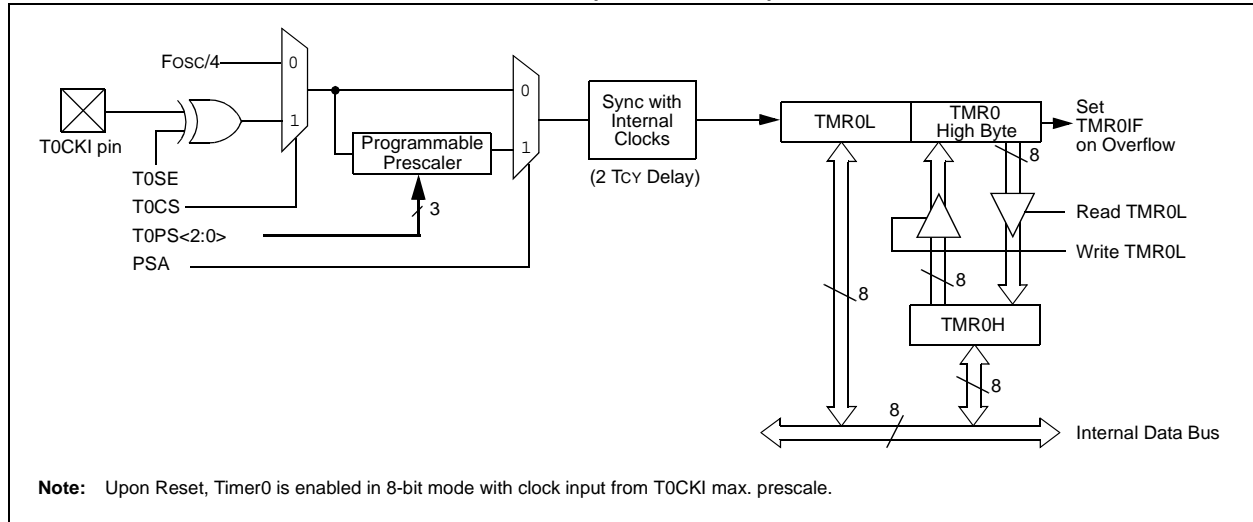 FOSC/4
0
1
T0CKI pin
T0SE
T0CS
T0PS<2:0>
PSA
Programmable
Prescaler
3
0
1
Sync with
Internal
Clocks
(2 TCY Delay)
TMR0L
TMR0
High Byte
Set
TMR0IF
on Overflow
8
Read TMR0L
Write TMR0L
8
8
TMR0H
8
8
Internal Data Bus
Note: Upon Reset, Timer0 is enabled in 8-bit mode with clock input from T0CKI max. prescale.